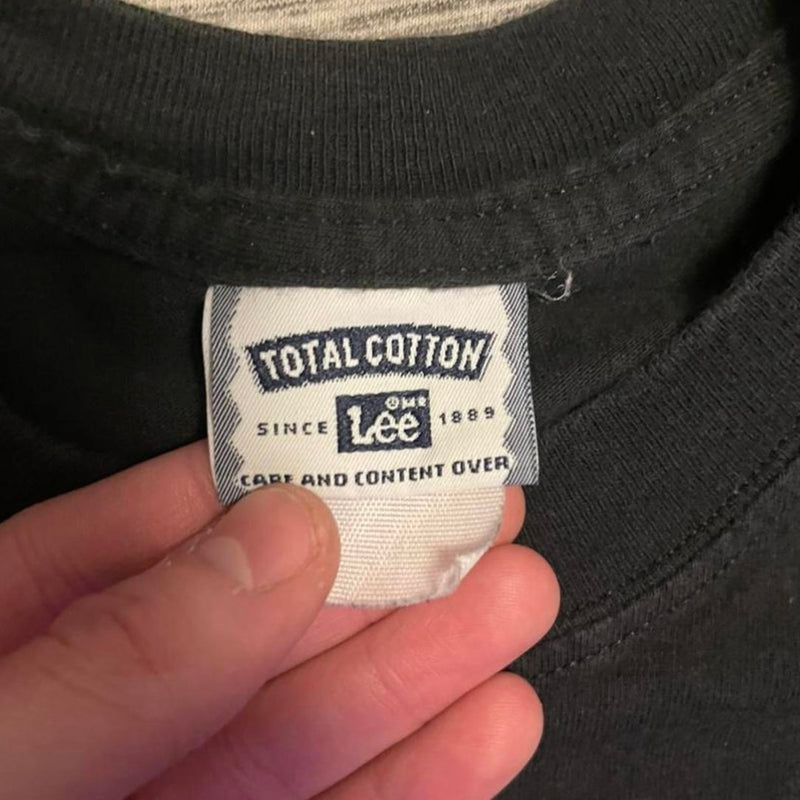 TOTAL COTTON
SINCE Lee 1889
CARE AND CONTENT OVER